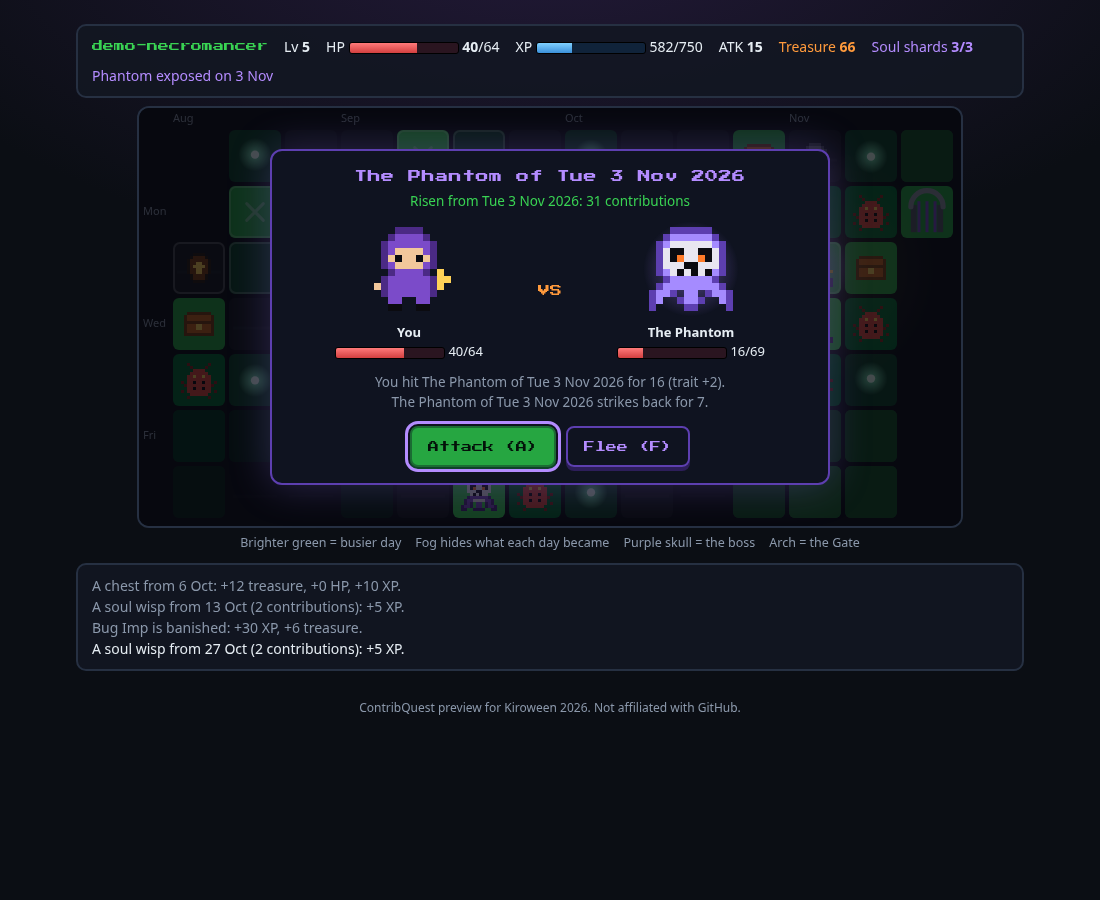 demo-necromancer Lv 5 HP 40/64 XP 582/750 ATK 15 Treasure 66 Soul shards 3/3
Phantom exposed on 3 Nov
Aug Sep Oct Nov
The Phantom of Tue 3 Nov 2026
Risen from Tue 3 Nov 2026: 31 contributions
Mon
vs
Wed
You The Phantom
40/64 16/69
You hit The Phantom of Tue 3 Nov 2026 for 16 (trait +2).
The Phantom of Tue 3 Nov 2026 strikes back for 7.
Fri
Attack (A) Flee (F)
Brighter green = busier day Fog hides what each day became Purple skull = the boss Arch = the Gate
A chest from 6 Oct: +12 treasure, +0 HP, +10 XP.
A soul wisp from 13 Oct (2 contributions): +5 XP.
Bug Imp is banished: +30 XP, +6 treasure.
A soul wisp from 27 Oct (2 contributions): +5 XP.
ContribQuest preview for Kiroween 2026. Not affiliated with GitHub.